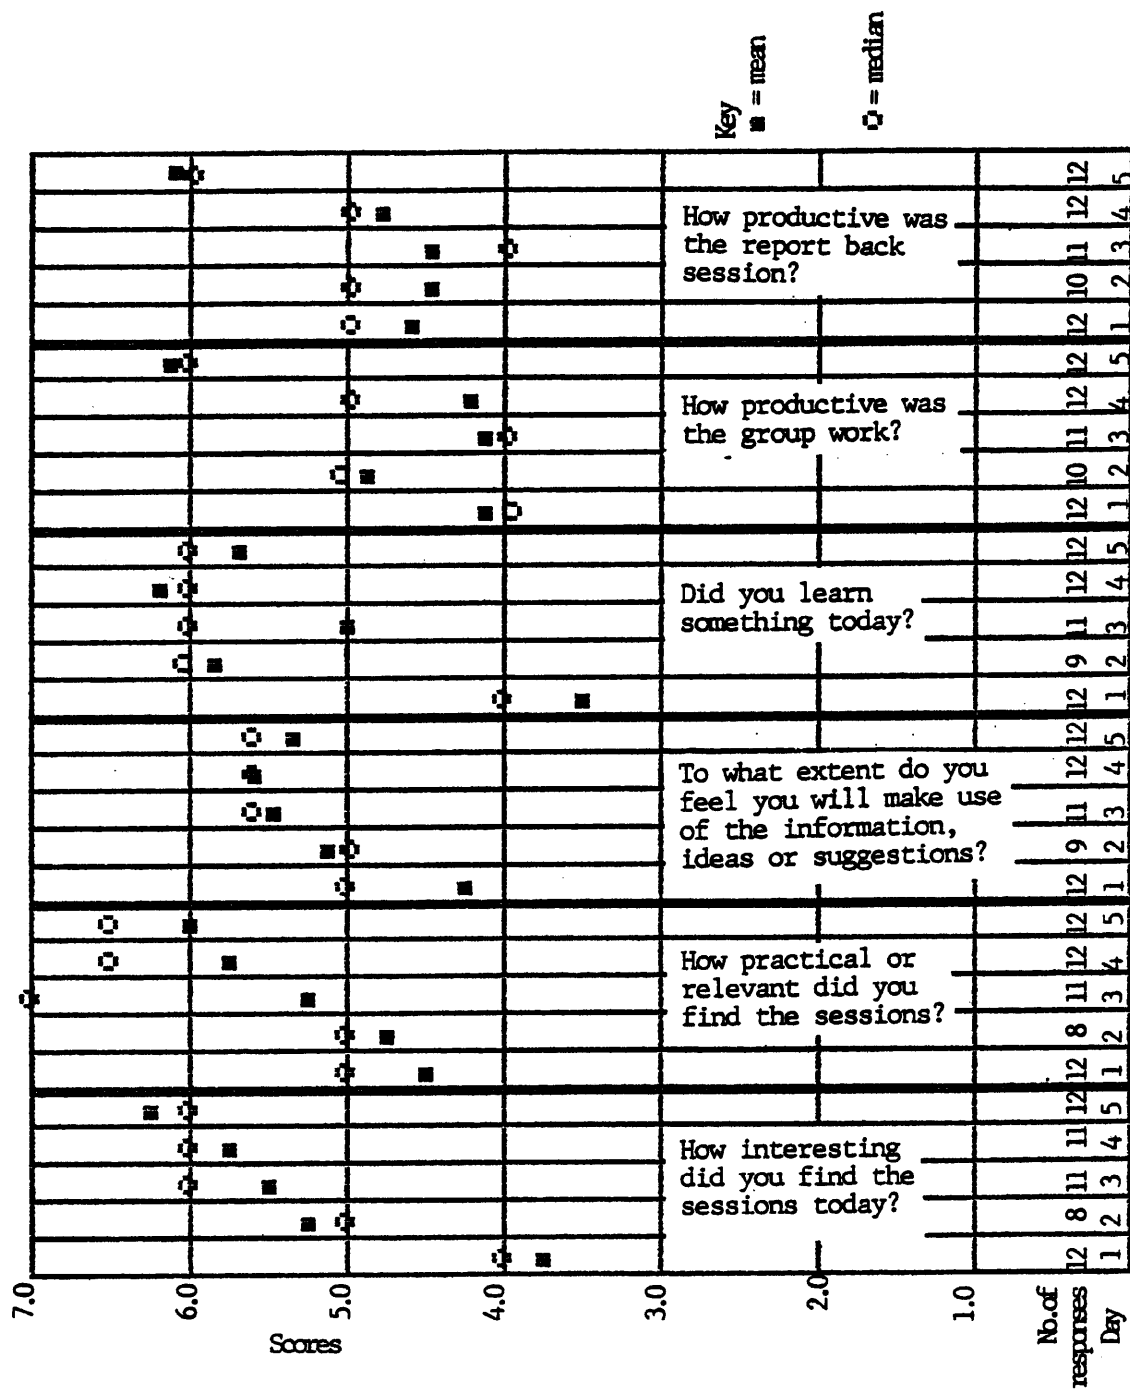 Key
■ = mean
○ = median
7.0
6.0
5.0
4.0
3.0
2.0
1.0
Scores
How interesting
did you find the
sessions today?
How practical or
relevant did you
find the sessions?
To what extent do you
feel you will make use
of the information,
ideas or suggestions?
Did you learn
something today?
How productive was
the group work?
How productive was
the report back
session?
No.of
responses
12 8 11 11 12 12 8 11 12 12 12 9 11 12 12 12 9 11 12 12 12 10 11 12 12 12 10 11 12 12
Day
1 2 3 4 5 1 2 3 4 5 1 2 3 4 5 1 2 3 4 5 1 2 3 4 5 1 2 3 4 5